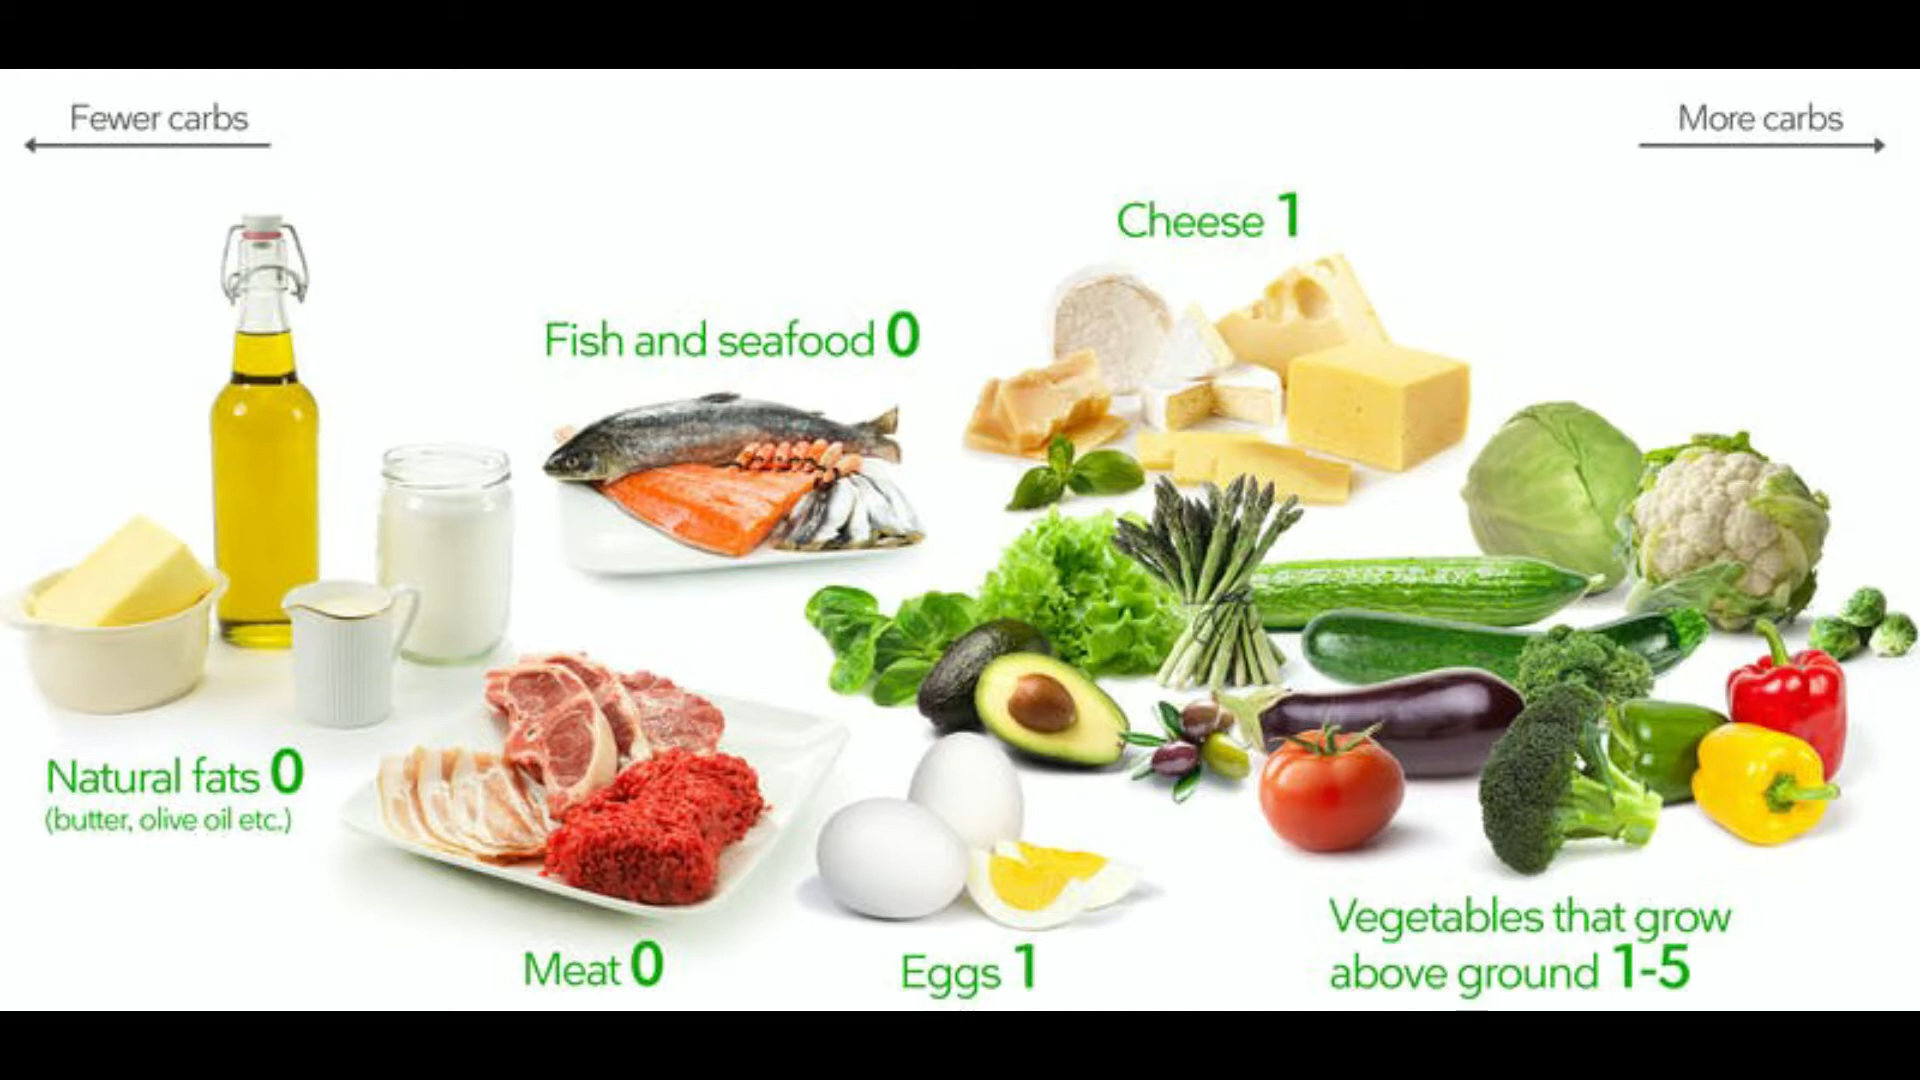 Fewer carbs
More carbs
Cheese 1
Fish and seafood 0
Natural fats 0
(butter, olive oil etc.)
Meat 0
Eggs 1
Vegetables that grow
above ground 1-5